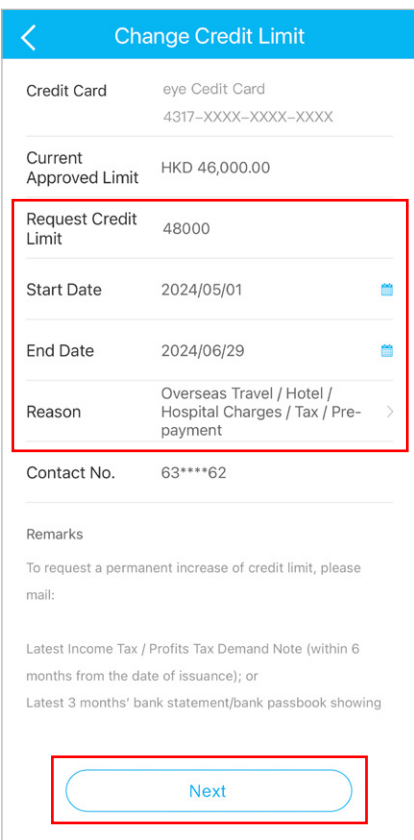 Change Credit Limit
Credit Card
eye Cedit Card
4317-XXXX-XXXX-XXXX
Current
Approved Limit
HKD 46,000.00
Request Credit
Limit
48000
Start Date
2024/05/01
End Date
2024/06/29
Reason
Overseas Travel / Hotel /
Hospital Charges / Tax / Pre-
payment
Contact No.
63****62
Remarks
To request a permanent increase of credit limit, please
mail:
Latest Income Tax / Profits Tax Demand Note (within 6
months from the date of issuance); or
Latest 3 months' bank statement/bank passbook showing
Next